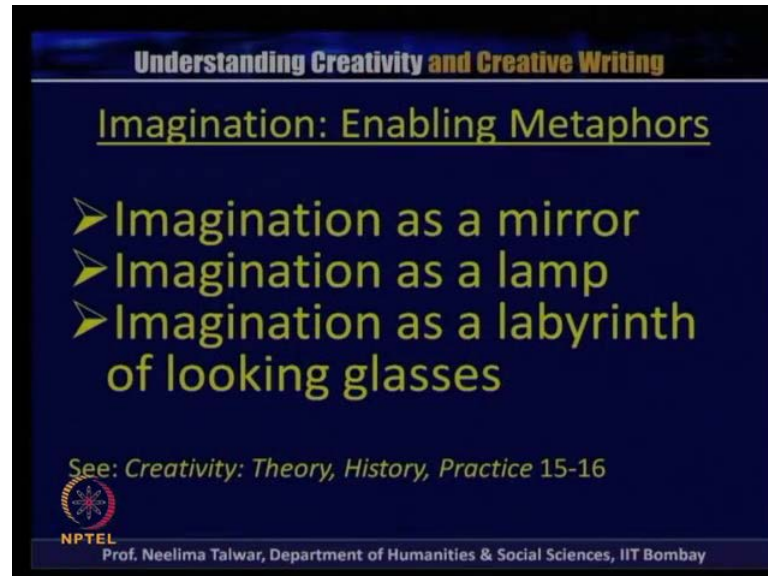 Understanding Creativity and Creative Writing
Imagination: Enabling Metaphors
➢Imagination as a mirror
➢Imagination as a lamp
➢Imagination as a labyrinth
of looking glasses
See: Creativity: Theory, History, Practice 15-16
NPTEL
Prof. Neelima Talwar, Department of Humanities & Social Sciences, IIT Bombay